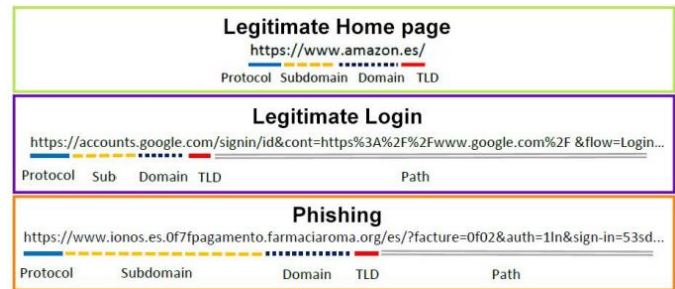 Legitimate Home page
https://www.amazon.es/
Protocol Subdomain Domain TLD
Legitimate Login
https://accounts.google.com/signin/id&cont=https%3A%2F%2Fwww.google.com%2F &flow=Login...
Protocol Sub Domain TLD Path
Phishing
https://www.ionos.es.0f7fpagamento.farmaciaroma.org/es/?facture=0f02&auth=1ln&sign-in=53sd...
Protocol Subdomain Domain TLD Path